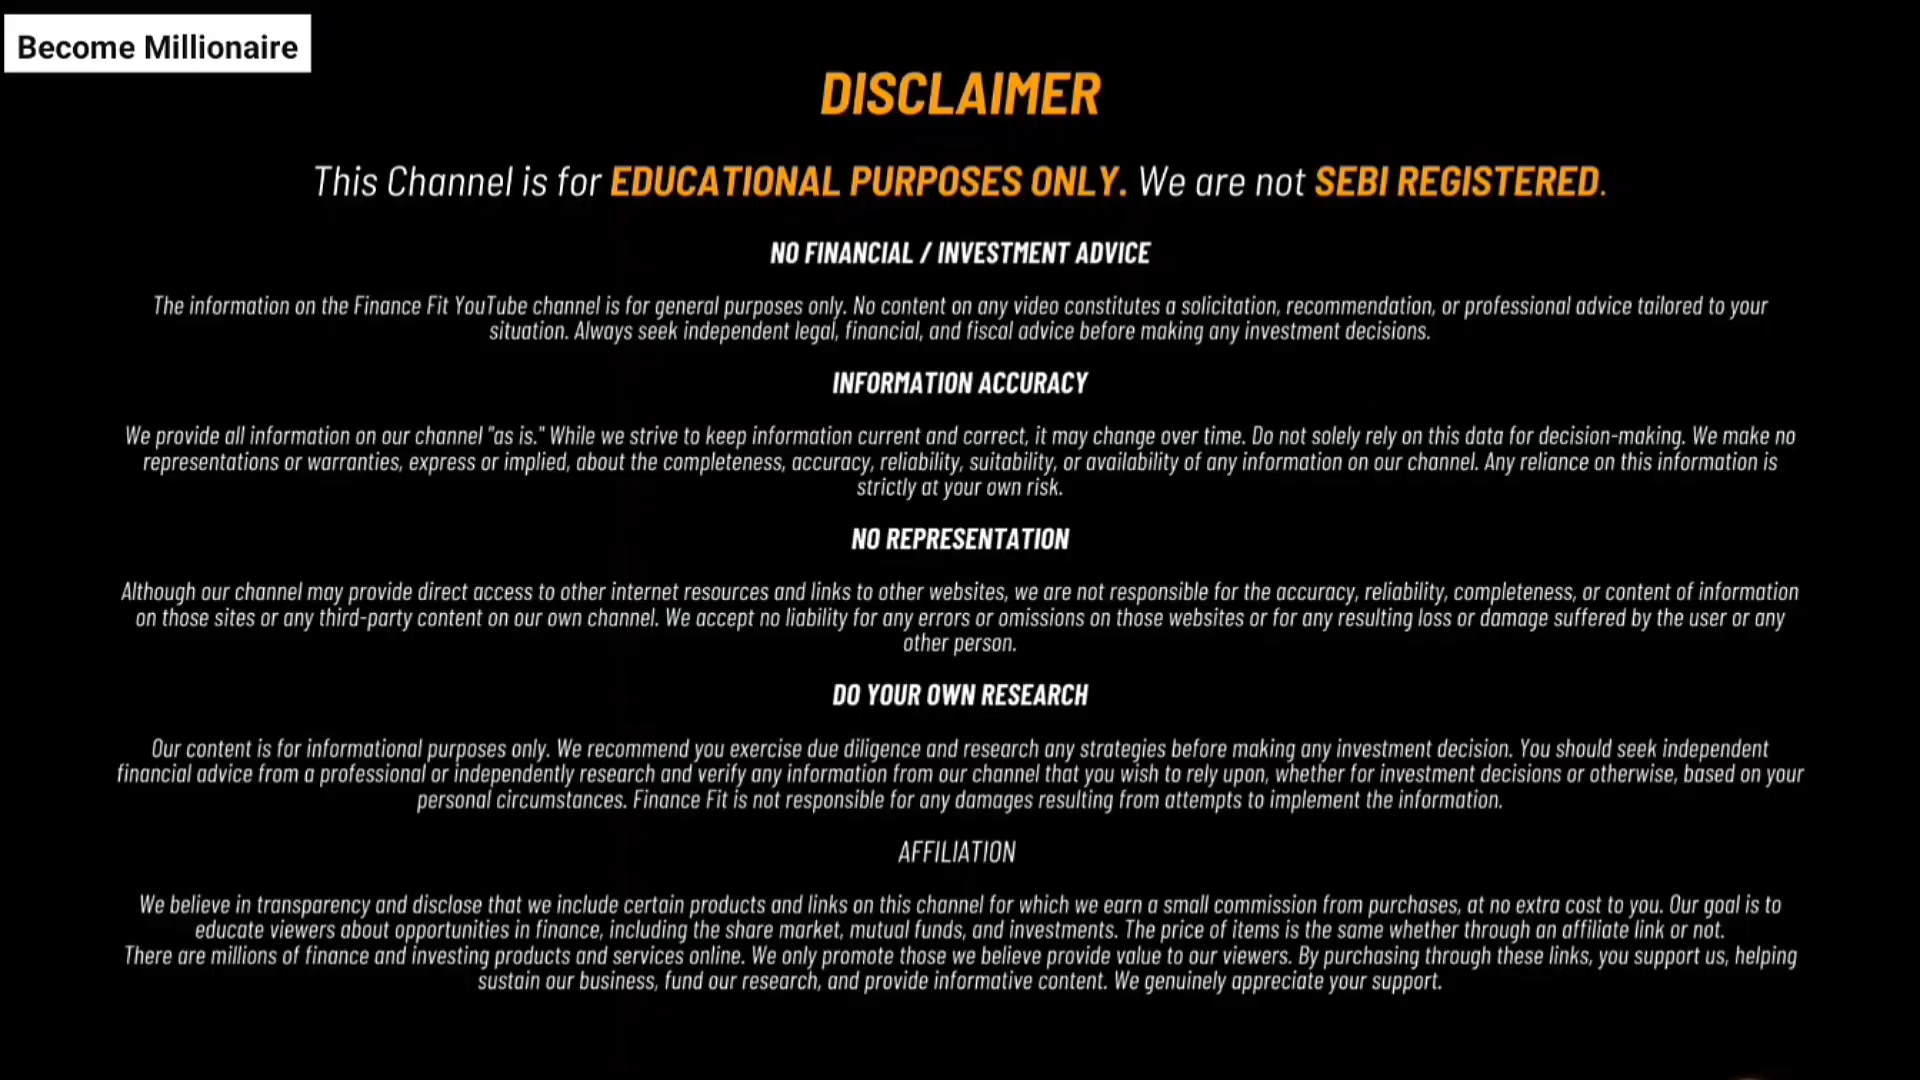 Become Millionaire
DISCLAIMER
This Channel is for EDUCATIONAL PURPOSES ONLY. We are not SEBI REGISTERED.
NO FINANCIAL / INVESTMENT ADVICE
The information on the Finance Fit YouTube channel is for general purposes only. No content on any video constitutes a solicitation, recommendation, or professional advice tailored to your
situation. Always seek independent legal, financial, and fiscal advice before making any investment decisions.
INFORMATION ACCURACY
We provide all information on our channel "as is." While we strive to keep information current and correct, it may change over time. Do not solely rely on this data for decision-making. We make no
representations or warranties, express or implied, about the completeness, accuracy, reliability, suitability, or availability of any information on our channel. Any reliance on this information is
strictly at your own risk.
NO REPRESENTATION
Although our channel may provide direct access to other internet resources and links to other websites, we are not responsible for the accuracy, reliability, completeness, or content of information
on those sites or any third-party content on our own channel. We accept no liability for any errors or omissions on those websites or for any resulting loss or damage suffered by the user or any
other person.
DO YOUR OWN RESEARCH
Our content is for informational purposes only. We recommend you exercise due diligence and research any strategies before making any investment decision. You should seek independent
financial advice from a professional or independently research and verify any information from our channel that you wish to rely upon, whether for investment decisions or otherwise, based on your
personal circumstances. Finance Fit is not responsible for any damages resulting from attempts to implement the information.
AFFILIATION
We believe in transparency and disclose that we include certain products and links on this channel for which we earn a small commission from purchases, at no extra cost to you. Our goal is to
educate viewers about opportunities in finance, including the share market, mutual funds, and investments. The price of items is the same whether through an affiliate link or not.
There are millions of finance and investing products and services online. We only promote those we believe provide value to our viewers. By purchasing through these links, you support us, helping
sustain our business, fund our research, and provide informative content. We genuinely appreciate your support.